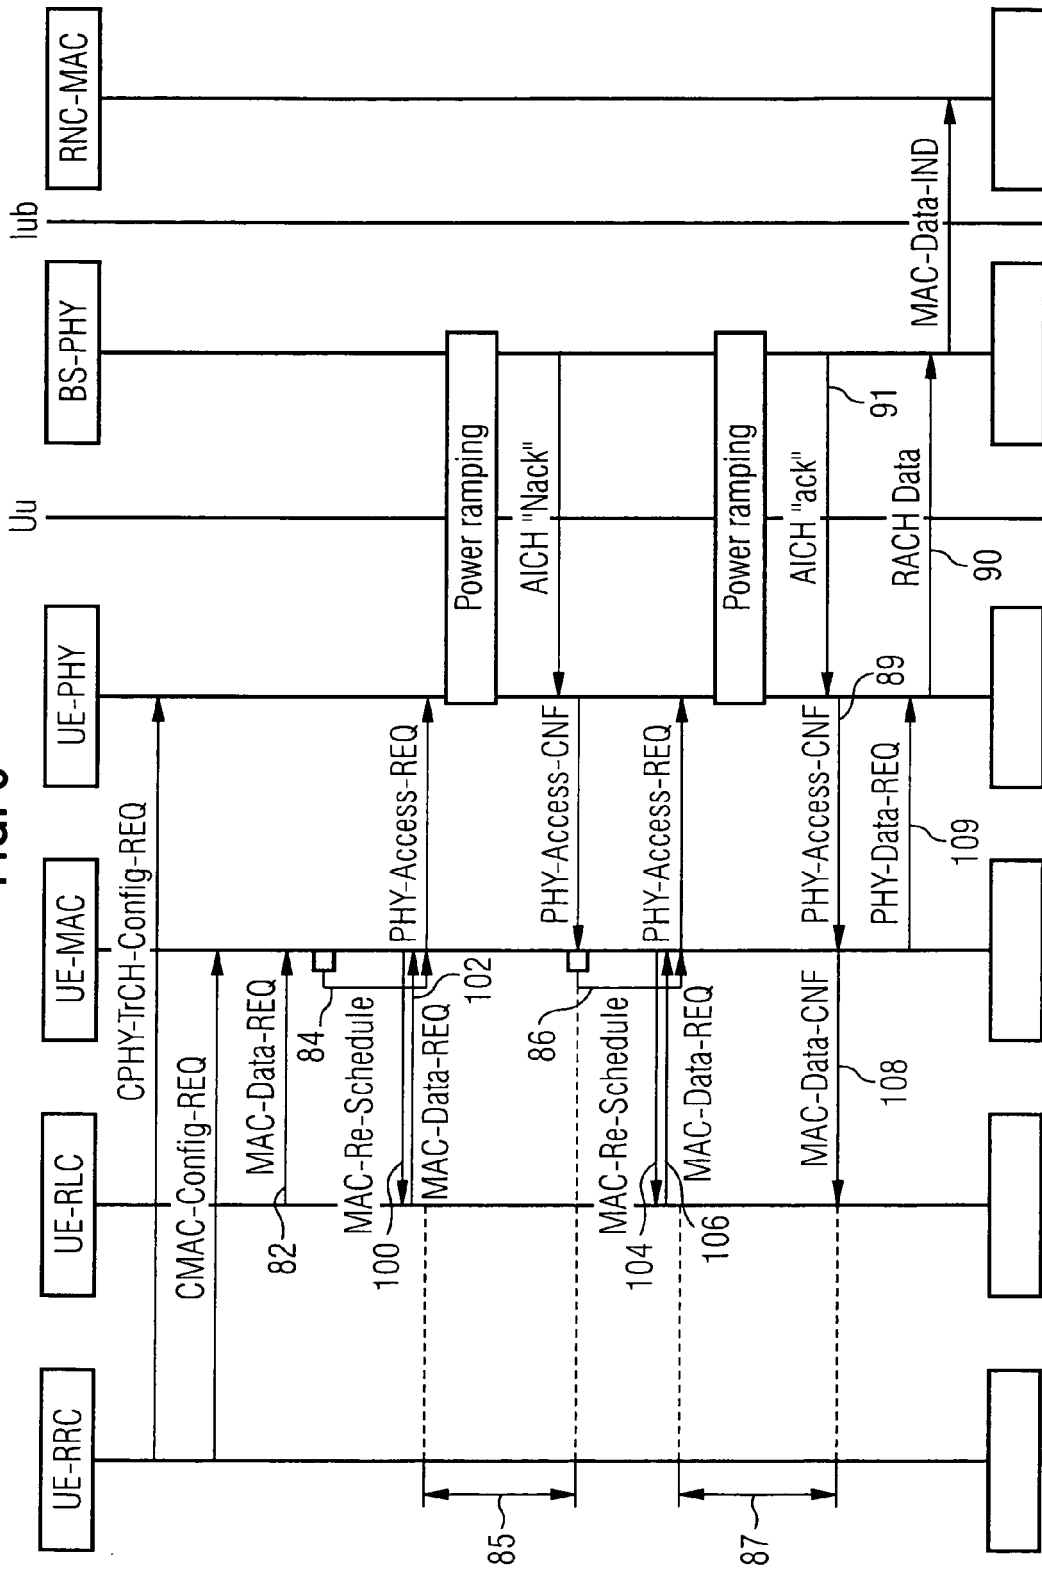 UE-RRC
UE-RLC
UE-MAC
UE-PHY
Uu
BS-PHY
Iub
RNC-MAC
CPHY-TrCH-Config-REQ
CMAC-Config-REQ
MAC-Data-REQ
82
84
MAC-Re-Schedule
100
MAC-Data-REQ
102
PHY-Access-REQ
Power ramping
AICH "Nack"
PHY-Access-CNF
85
86
MAC-Re-Schedule
104
106
MAC-Data-REQ
PHY-Access-REQ
Power ramping
AICH "ack"
91
PHY-Access-CNF
89
MAC-Data-CNF
108
87
PHY-Data-REQ
109
RACH Data
90
MAC-Data-IND